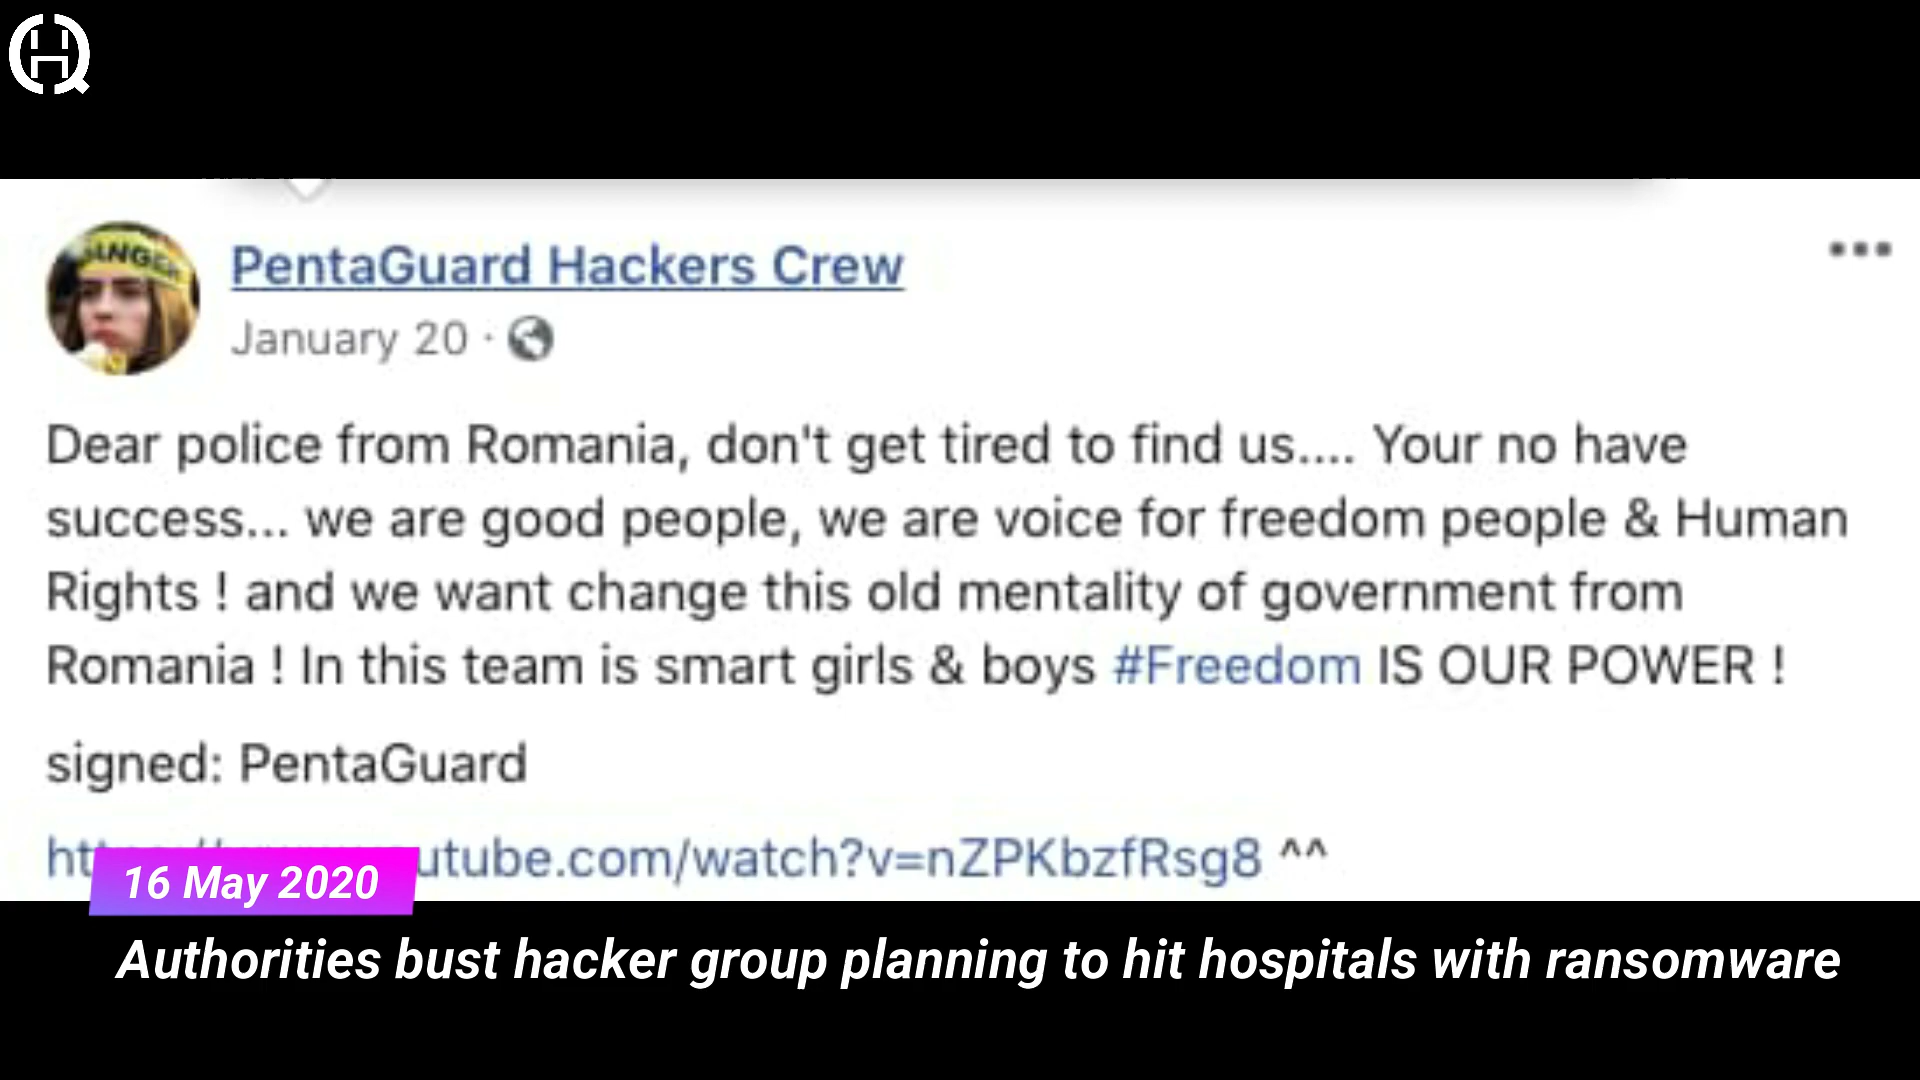 HQ
DANGER
PentaGuard Hackers Crew
January 20 ·
Dear police from Romania, don't get tired to find us.... Your no have
success... we are good people, we are voice for freedom people & Human
Rights ! and we want change this old mentality of government from
Romania ! In this team is smart girls & boys #Freedom IS OUR POWER !
signed: PentaGuard
utube.com/watch?v=nZPKbzfRsg8 ^^
16 May 2020
Authorities bust hacker group planning to hit hospitals with ransomware